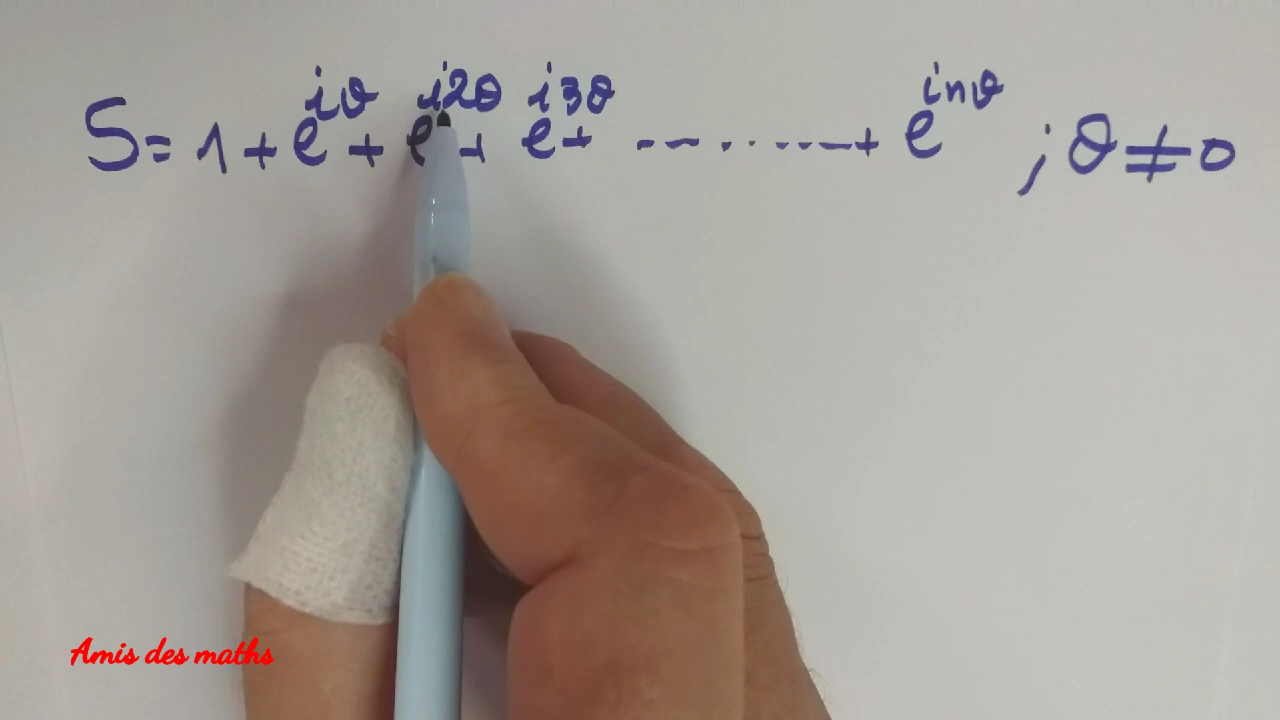 S = 1 + e^{iθ} + e^{i2θ} + e^{i3θ} + --.....--+ e^{inθ} ; θ ≠ 0
Amis des maths